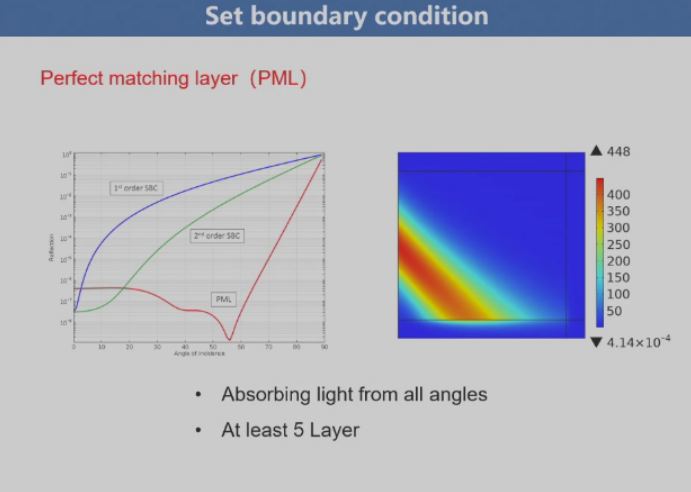 Set boundary condition
Perfect matching layer（PML）
1st order SBC
2nd order SBC
PML
Reflection
0 10 20 30 40 50 60 70 80 90
Angle of incidence
▲ 448
400
350
300
250
200
150
100
50
▼ 4.14×10⁻⁴
• Absorbing light from all angles
• At least 5 Layer